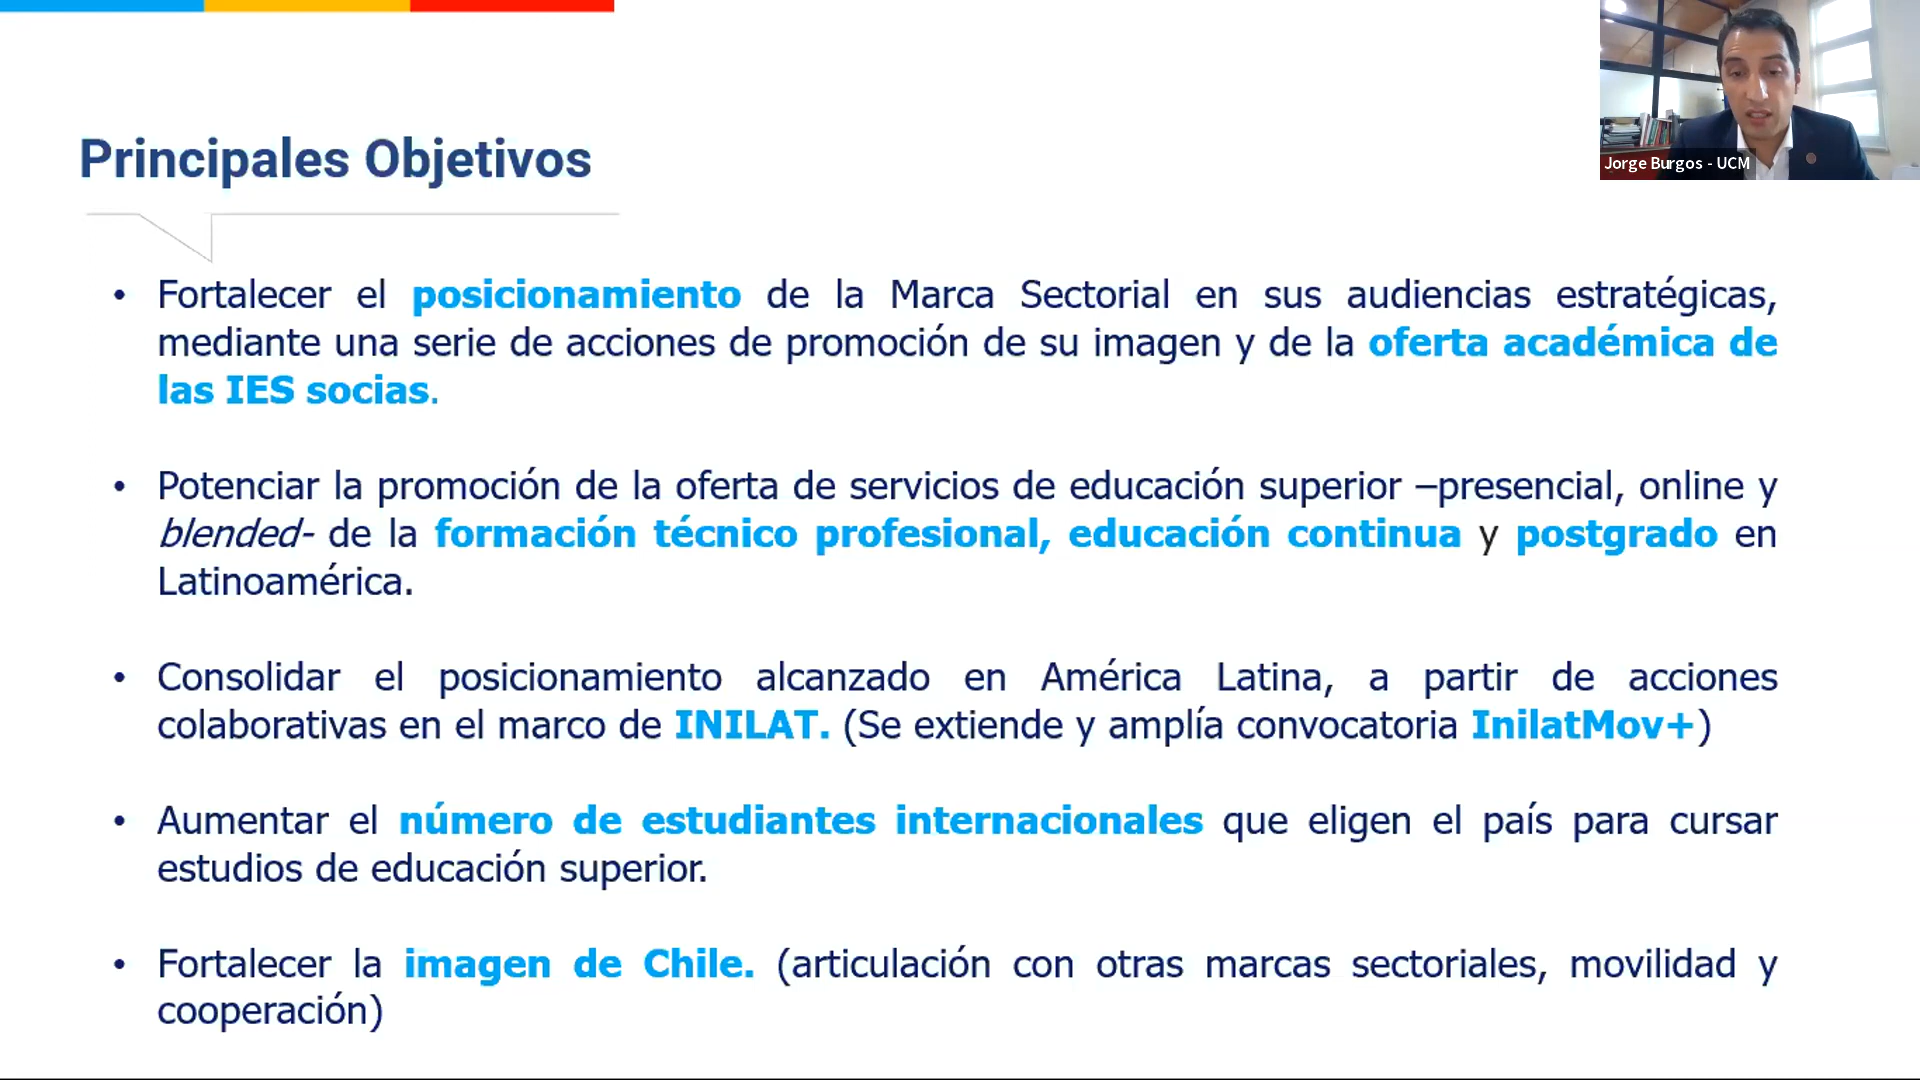 Jorge Burgos - UCM
Principales Objetivos
• Fortalecer el posicionamiento de la Marca Sectorial en sus audiencias estratégicas,
mediante una serie de acciones de promoción de su imagen y de la oferta académica de
las IES socias.
• Potenciar la promoción de la oferta de servicios de educación superior –presencial, online y
blended- de la formación técnico profesional, educación continua y postgrado en
Latinoamérica.
• Consolidar el posicionamiento alcanzado en América Latina, a partir de acciones
colaborativas en el marco de INILAT. (Se extiende y amplía convocatoria InilatMov+)
• Aumentar el número de estudiantes internacionales que eligen el país para cursar
estudios de educación superior.
• Fortalecer la imagen de Chile. (articulación con otras marcas sectoriales, movilidad y
cooperación)